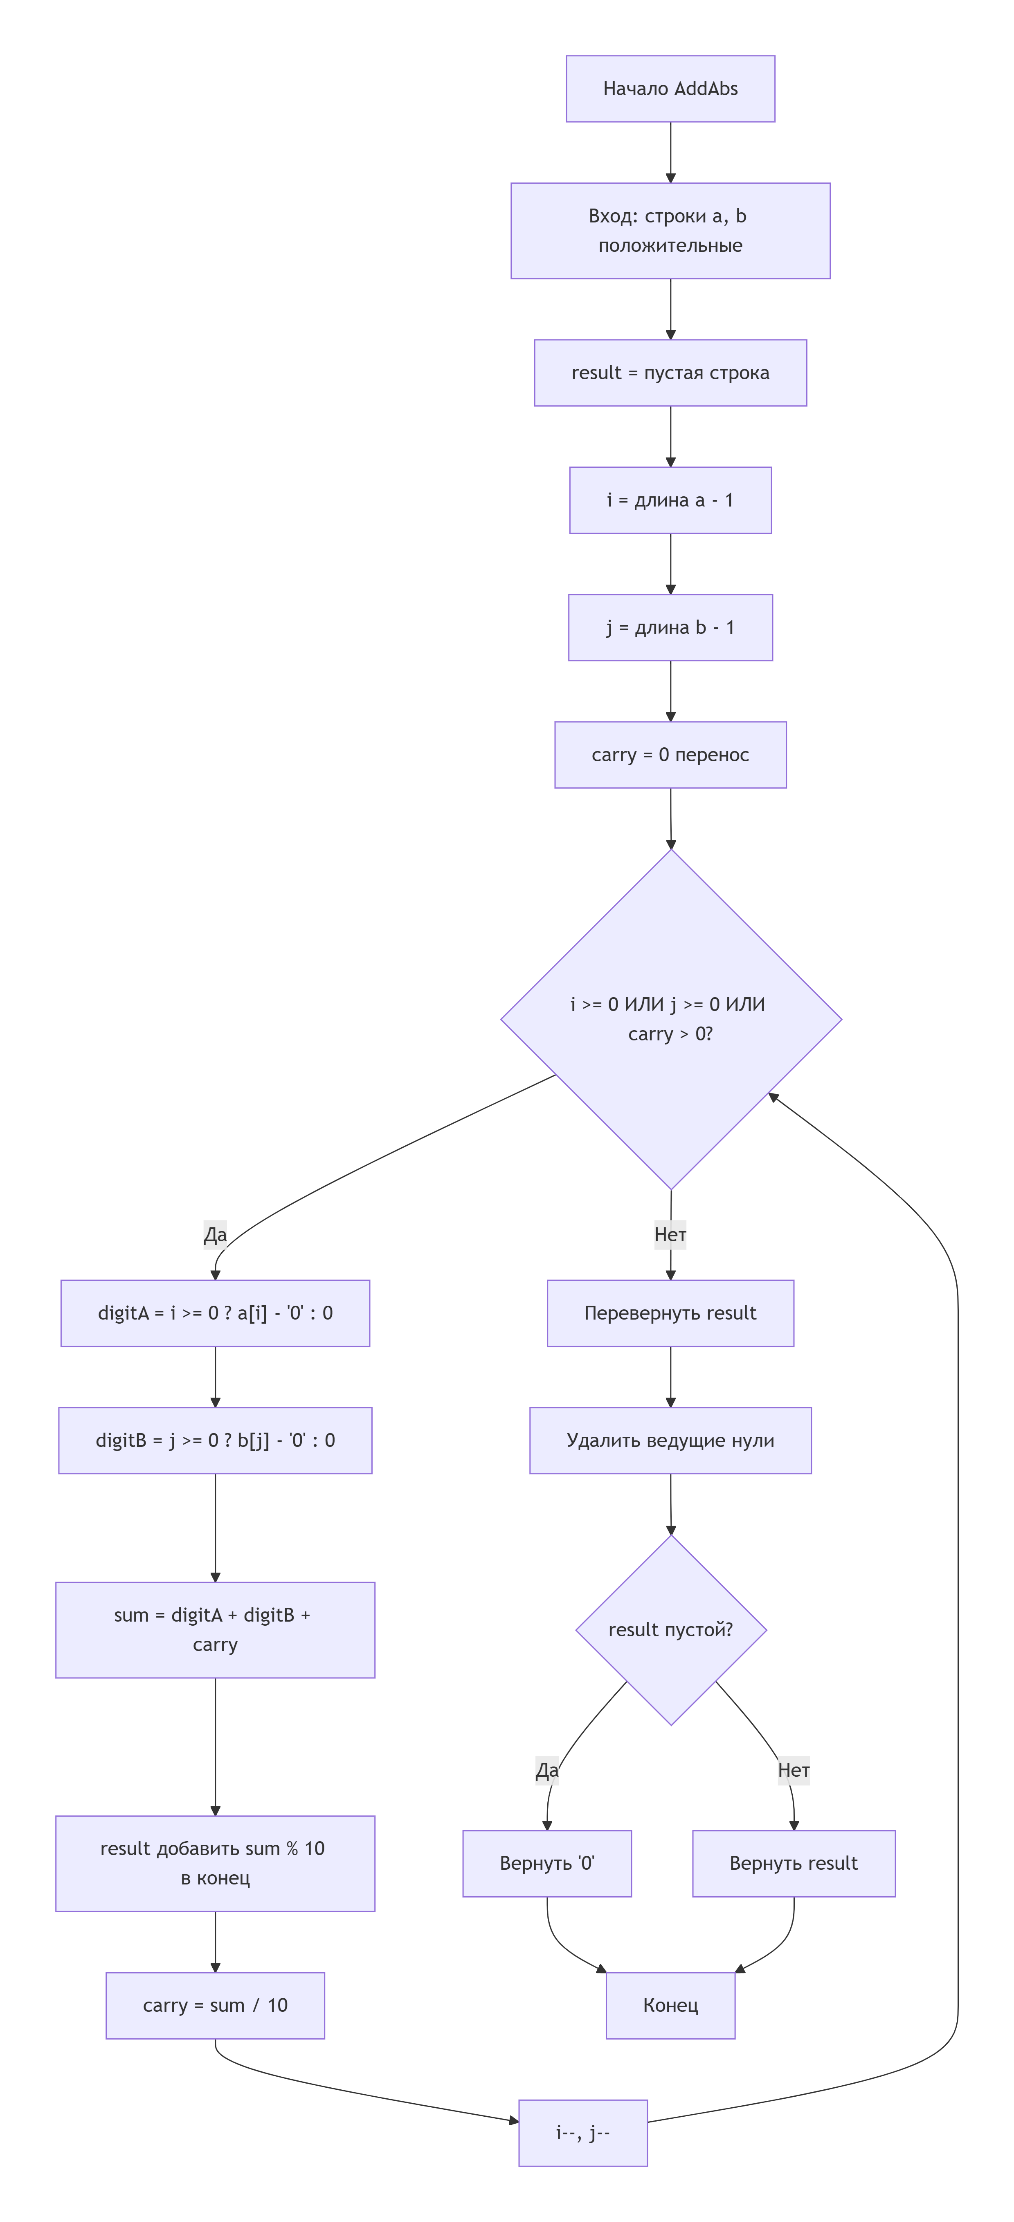 Начало AddAbs
Вход: строки a, b
положительные
result = пустая строка
i = длина a - 1
j = длина b - 1
carry = 0 перенос
i >= 0 ИЛИ j >= 0 ИЛИ
carry > 0?
Да
Нет
digitA = i >= 0 ? a[i] - '0' : 0
Перевернуть result
digitB = j >= 0 ? b[j] - '0' : 0
Удалить ведущие нули
sum = digitA + digitB +
carry
result пустой?
Да
Нет
result добавить sum % 10
в конец
Вернуть '0'
Вернуть result
carry = sum / 10
Конец
i--, j--